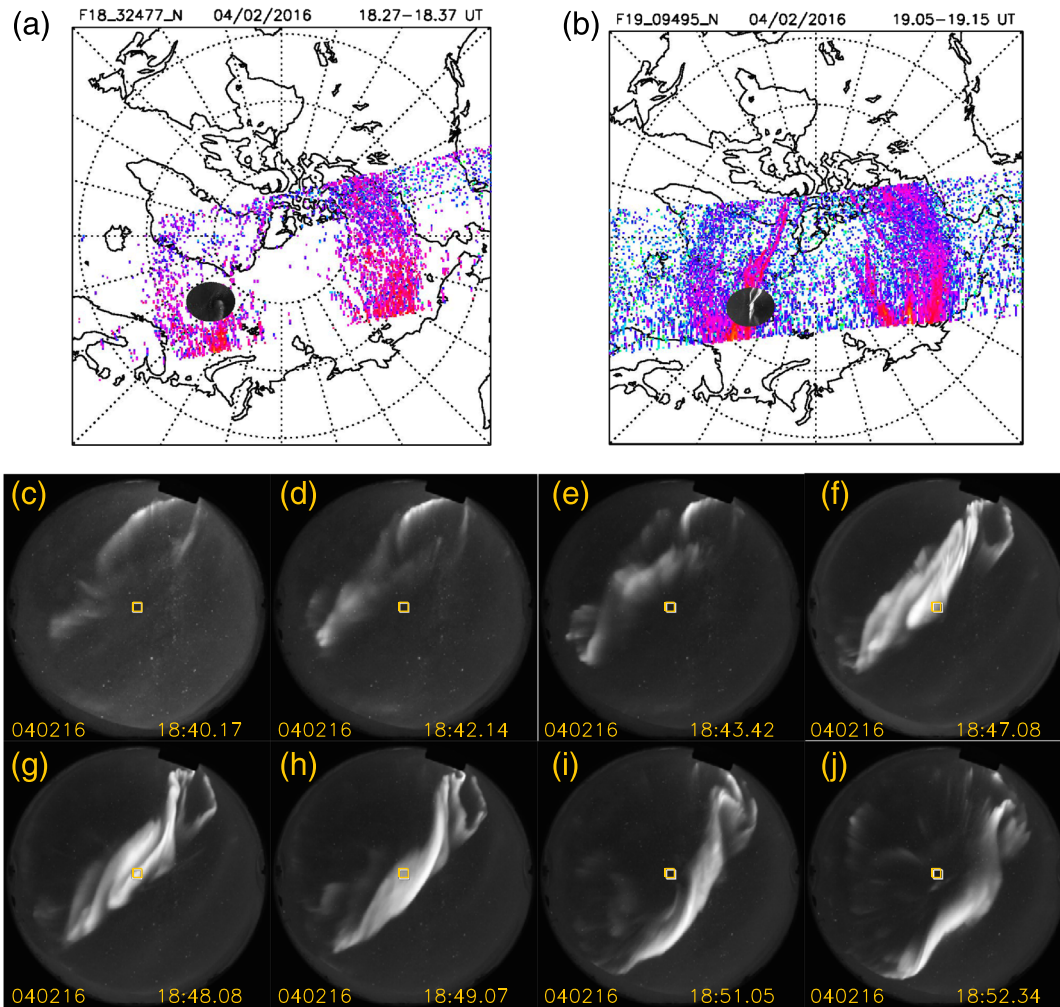 (a) F18_32477_N 04/02/2016 18.27−18.37 UT
(b) F19_09495_N 04/02/2016 19.05−19.15 UT
(c) (d) (e) (f)
040216 18:40.17 040216 18:42.14 040216 18:43.42 040216 18:47.08
(g) (h) (i) (j)
040216 18:48.08 040216 18:49.07 040216 18:51.05 040216 18:52.34